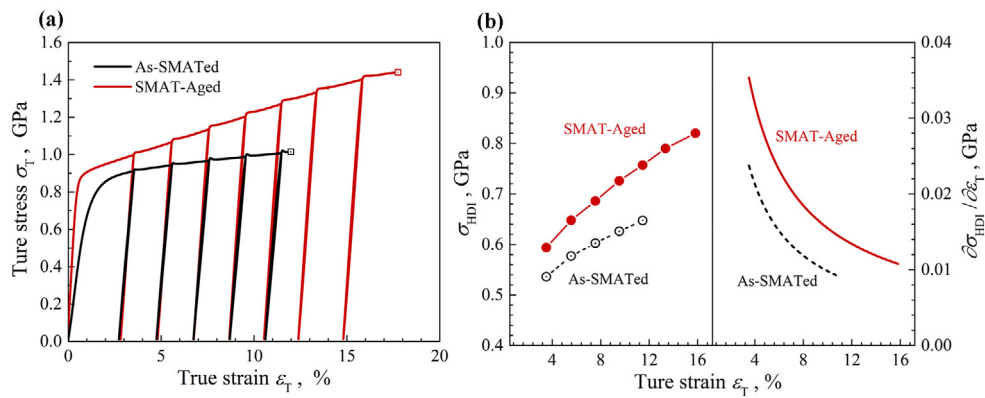 (a)
As-SMATed
SMAT-Aged
Ture stress σT , GPa
1.8
1.6
1.4
1.2
1.0
0.8
0.6
0.4
0.2
0.0
0 5 10 15 20
True strain εT , %
(b)
σHDI , GPa
1.0
0.9
0.8
0.7
0.6
0.5
0.4
SMAT-Aged
As-SMATed
SMAT-Aged
As-SMATed
0.04
0.03
0.02
0.01
0.00
∂σHDI /∂εT , GPa
0 4 8 12 16 4 8 12 16
Ture strain εT , %